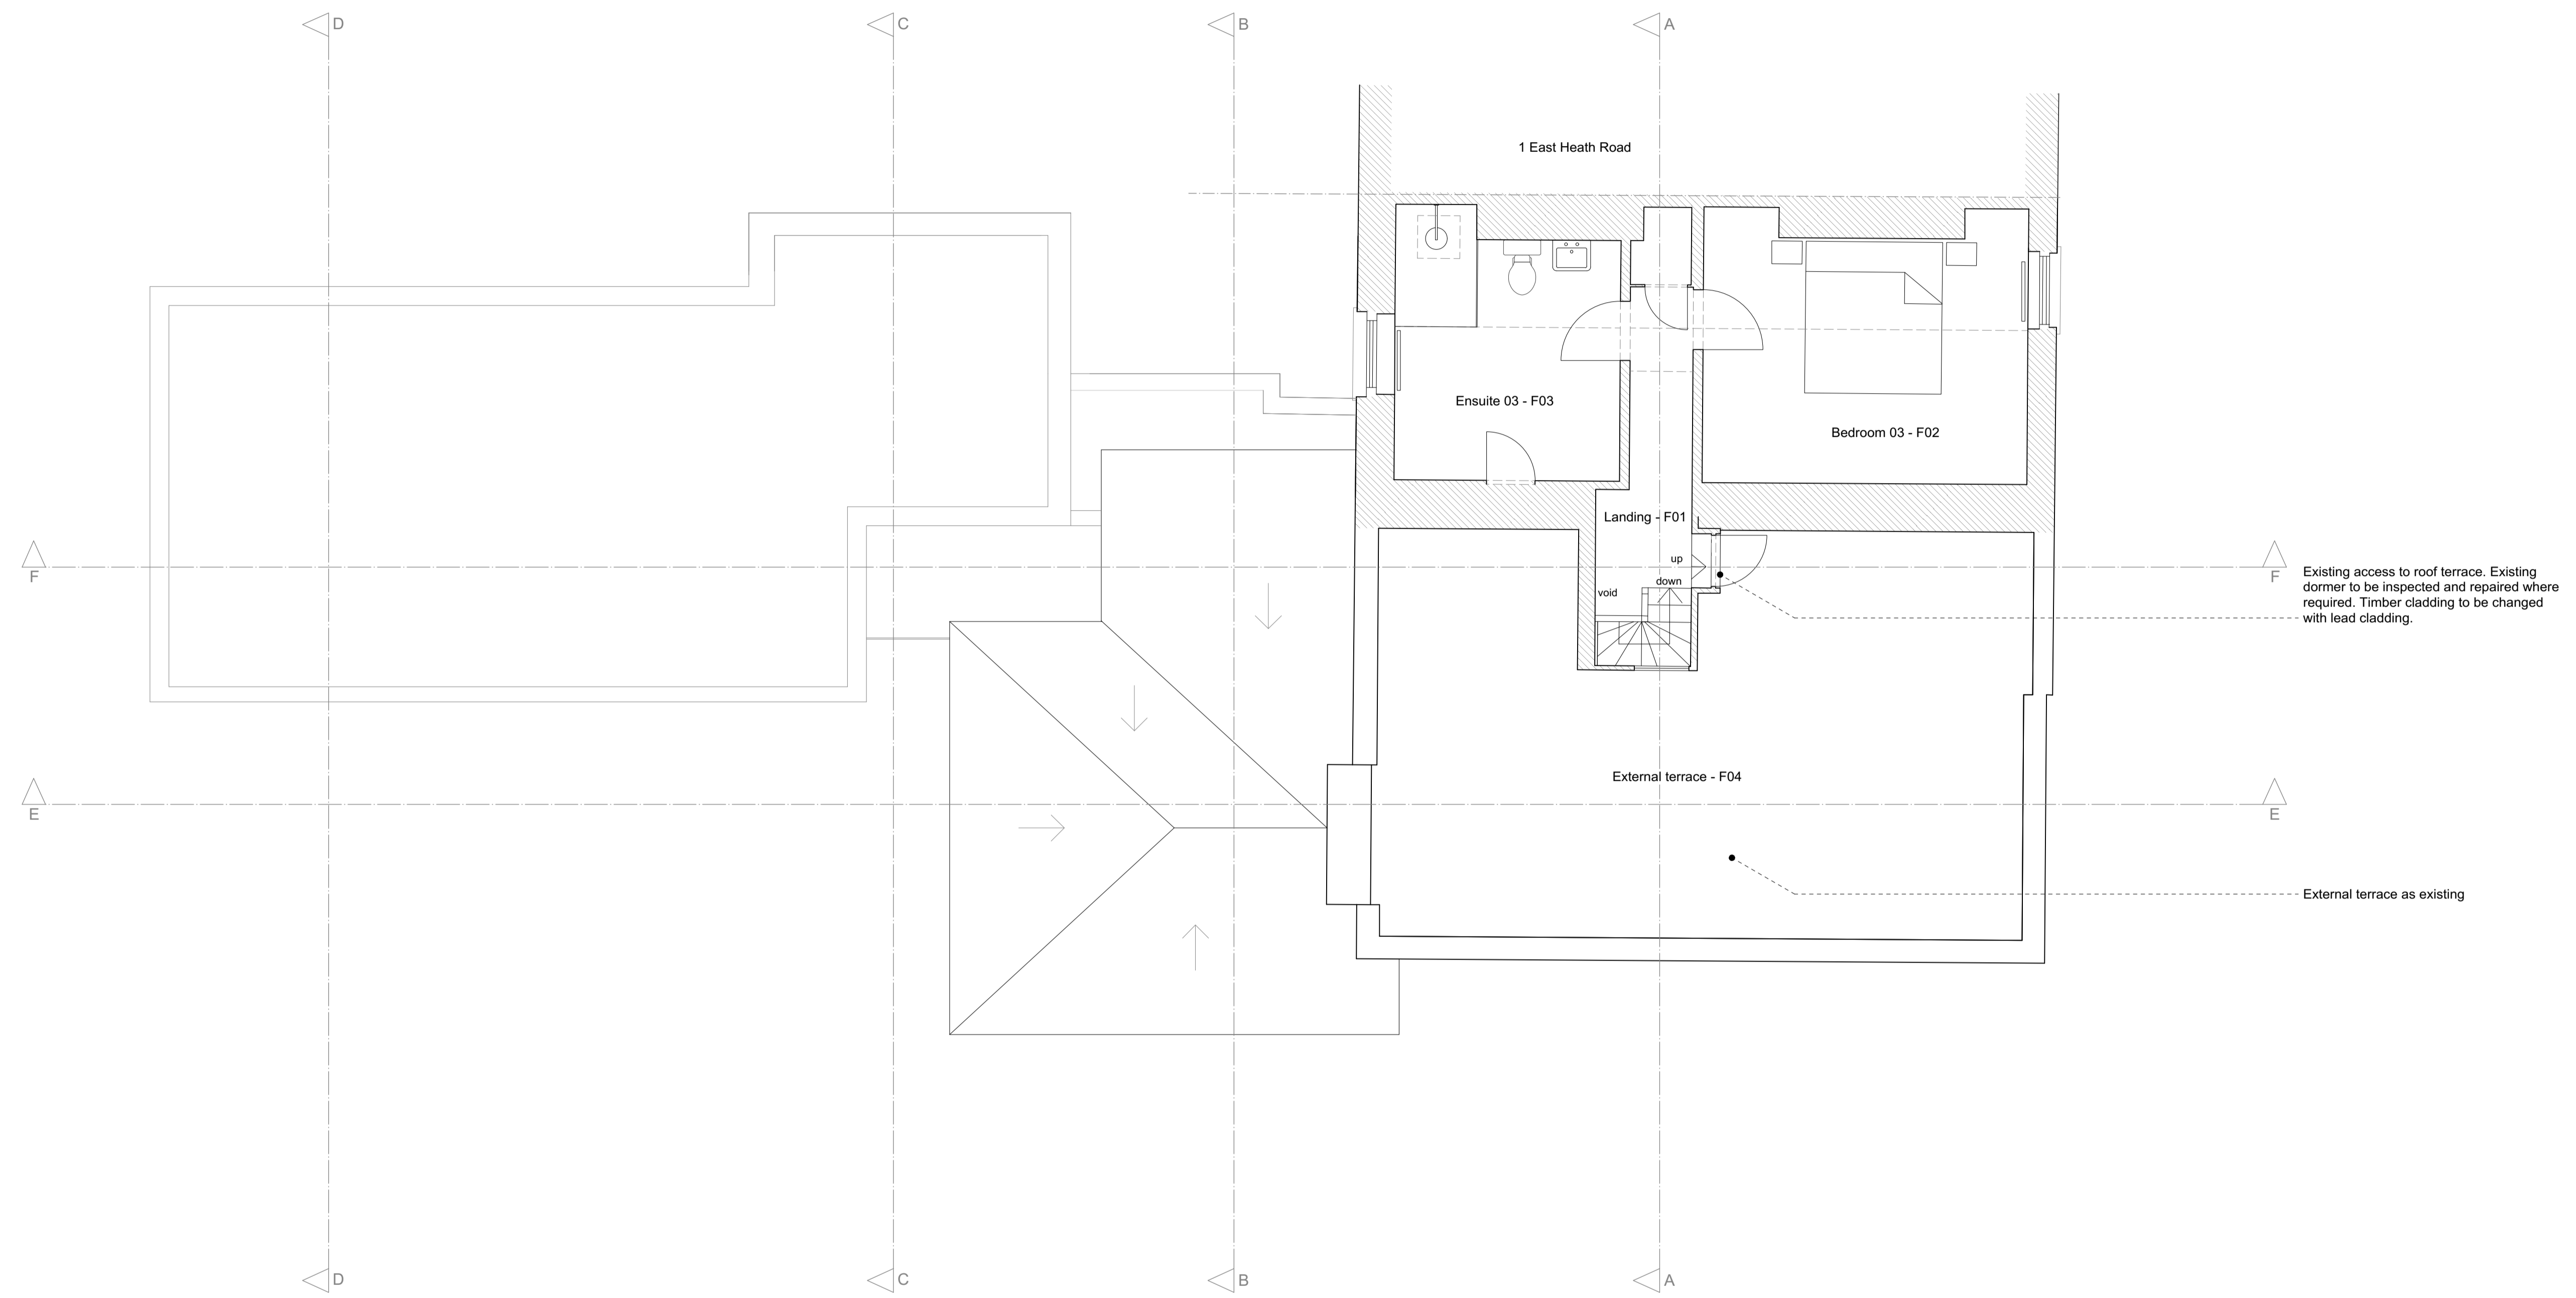 D
C
B
A
1 East Heath Road
Ensuite 03 - F03
Bedroom 03 - F02
Landing - F01
up
down
void
F
F
Existing access to roof terrace. Existing
dormer to be inspected and repaired where
required. Timber cladding to be changed
with lead cladding.
External terrace - F04
E
E
External terrace as existing
D
C
B
A